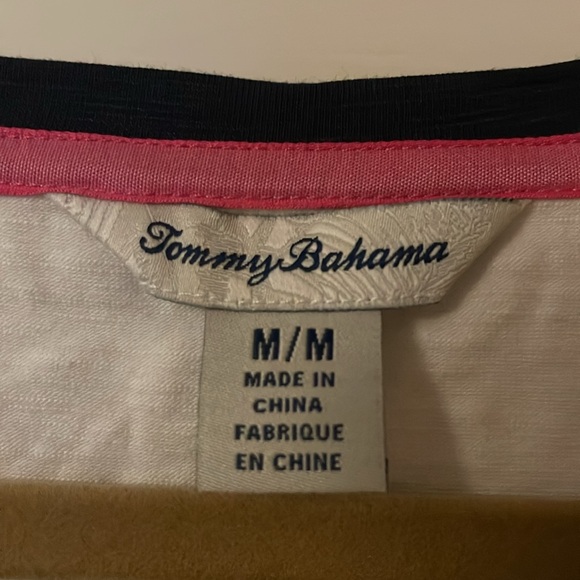 Tommy Bahama
M/M
MADE IN
CHINA
FABRIQUE
EN CHINE